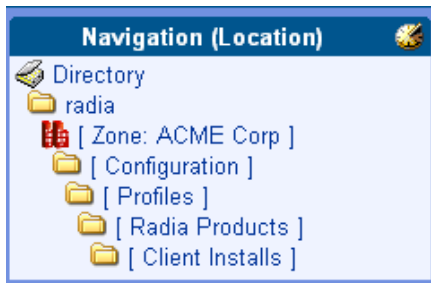 Navigation (Location)
Directory
radia
[ Zone: ACME Corp ]
[ Configuration ]
[ Profiles ]
[ Radia Products ]
[ Client Installs ]